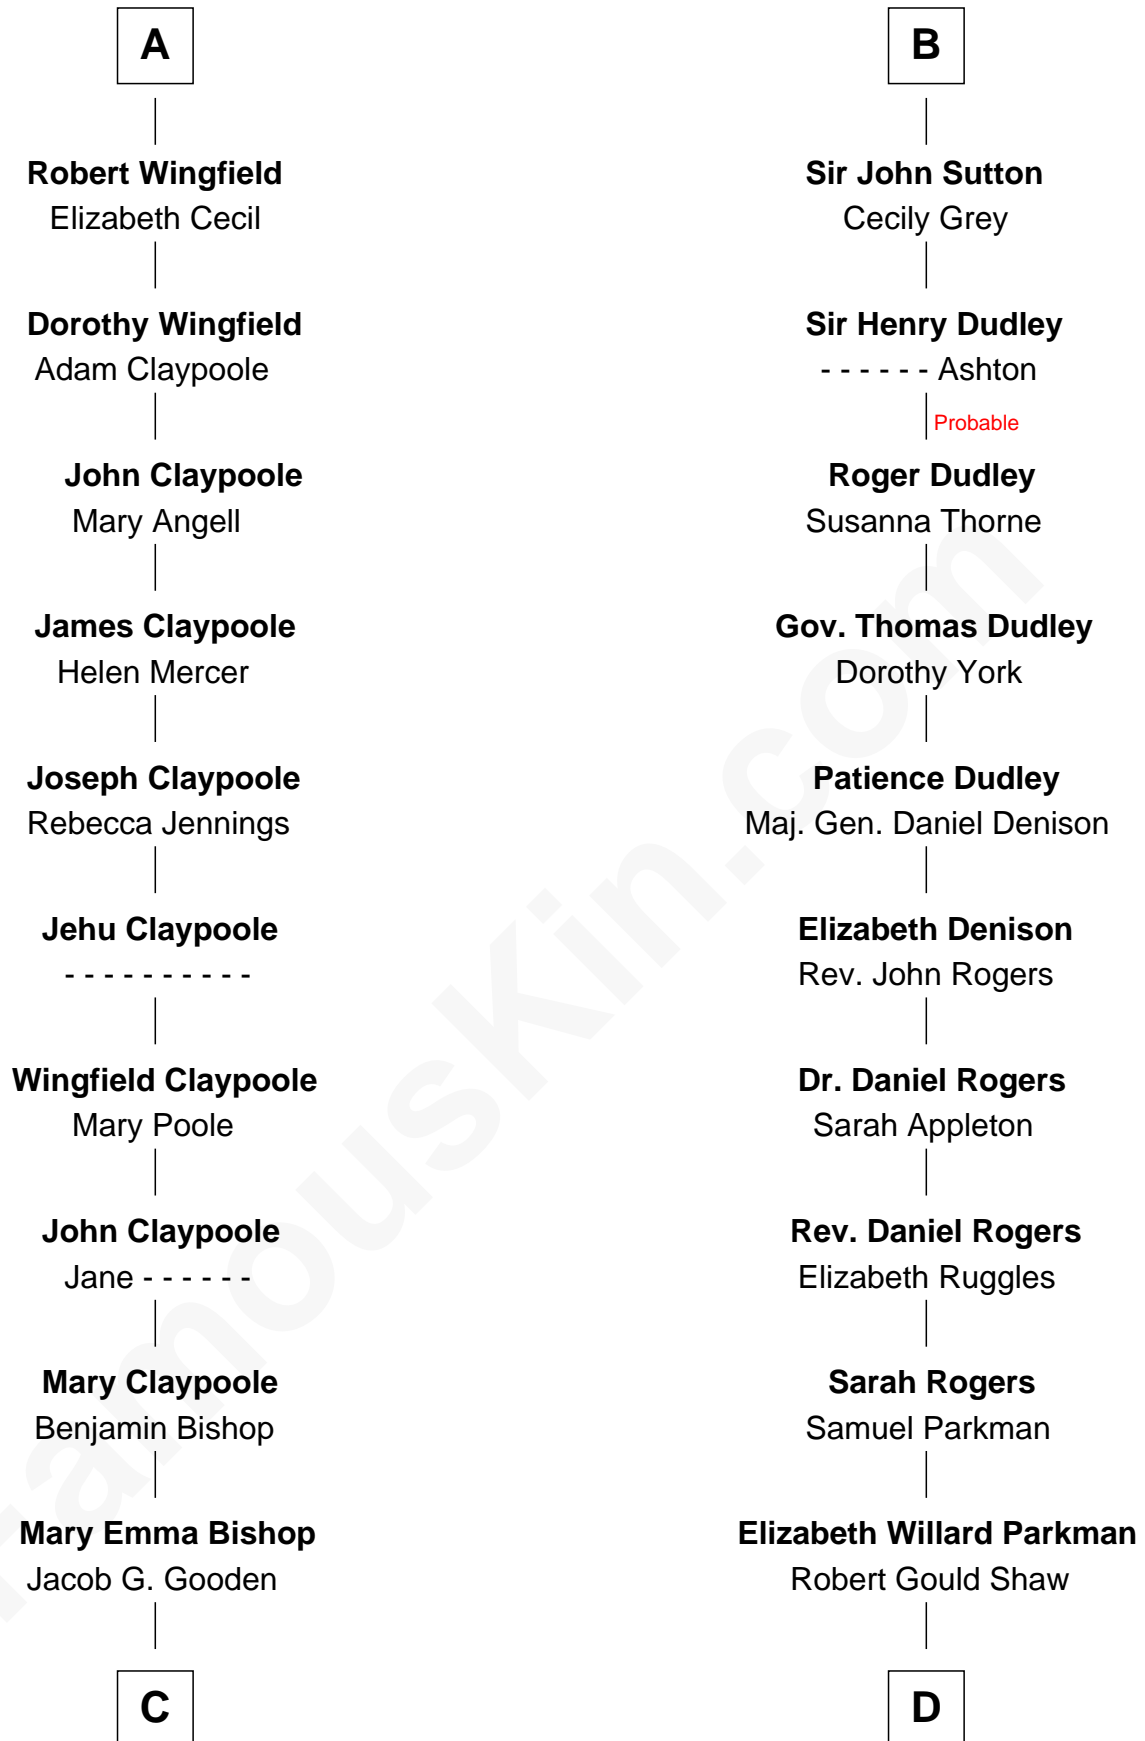 A
Robert Wingfield
Elizabeth Cecil
Dorothy Wingfield
Adam Claypoole
John Claypoole
Mary Angell
James Claypoole
Helen Mercer
Joseph Claypoole
Rebecca Jennings
Jehu Claypoole
- - - - - - - - - -
Wingfield Claypoole
Mary Poole
John Claypoole
Jane - - - - - -
Mary Claypoole
Benjamin Bishop
Mary Emma Bishop
Jacob G. Gooden
C
B
Sir John Sutton
Cecily Grey
Sir Henry Dudley
- - - - - - Ashton
Probable
Roger Dudley
Susanna Thorne
Gov. Thomas Dudley
Dorothy York
Patience Dudley
Maj. Gen. Daniel Denison
Elizabeth Denison
Rev. John Rogers
Dr. Daniel Rogers
Sarah Appleton
Rev. Daniel Rogers
Elizabeth Ruggles
Sarah Rogers
Samuel Parkman
Elizabeth Willard Parkman
Robert Gould Shaw
D
FamousKin.com